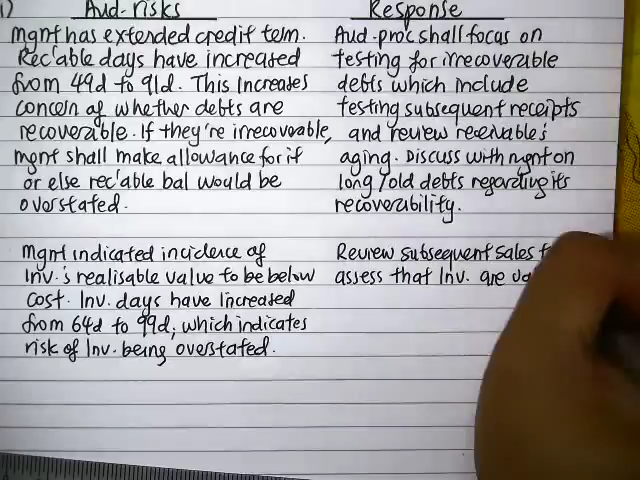 1) Aud-risks
Mgnt has extended credit term.
Rec'able days have increased
from 49d to 91d. This increases
concern of whether debts are
recoverable. If they're irrecoverable,
mgnt shall make allowance for it
or else rec'able bal would be
overstated.
Mgnt indicated incidence of
Inv.'s realisable value to be below
cost. Inv. days have increased
from 64d to 99d, which indicates
risk of Inv. being overstated.
Response
Aud-proc shall focus on
testing for irrecoverable
debts which include
testing subsequent receipts
and review receivable's
aging. Discuss with mgnt on
long/old debts regarding its
recoverability.
Review subsequent sales
assess that Inv. are